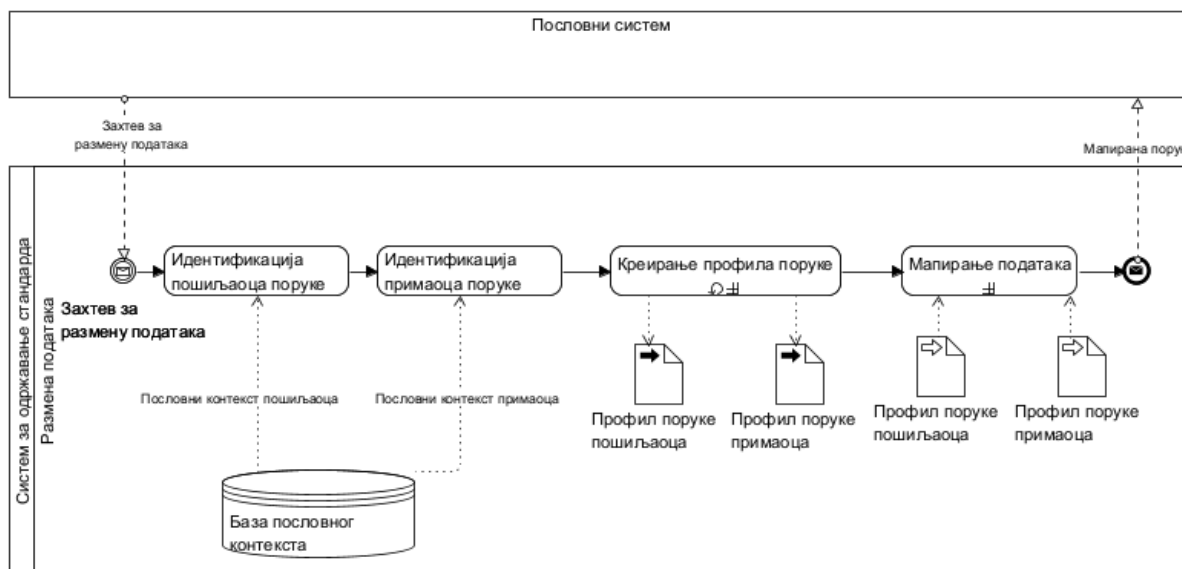 Пословни систем
Захтев за
размену података
Мапирана порук
Систем за одржавање стандарда
Размена података
Идентификација
пошиљаоца поруке
Идентификација
примаоца поруке
Креирање профила поруке
Мапирање података
Захтев за
размену података
Пословни контекст пошиљаоца
Пословни контекст примаоца
Профил поруке
пошиљаоца
Профил поруке
примаоца
Профил поруке
пошиљаоца
Профил поруке
примаоца
База пословног
контекста